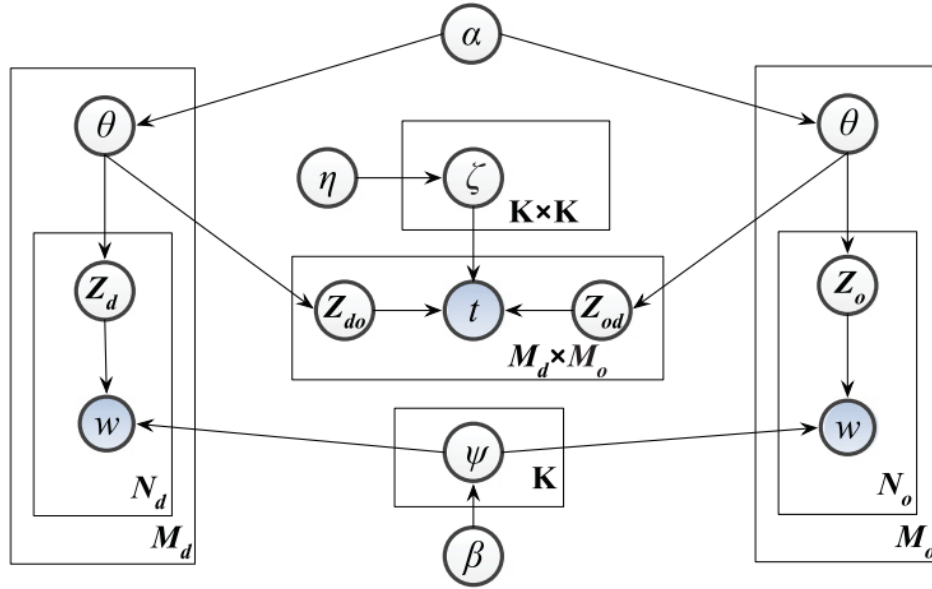 α
θ
θ
η
ζ
K×K
Z_d
Z_o
Z_do
t
Z_od
M_d×M_o
w
w
ψ
K
N_d
N_o
M_d
M_o
β